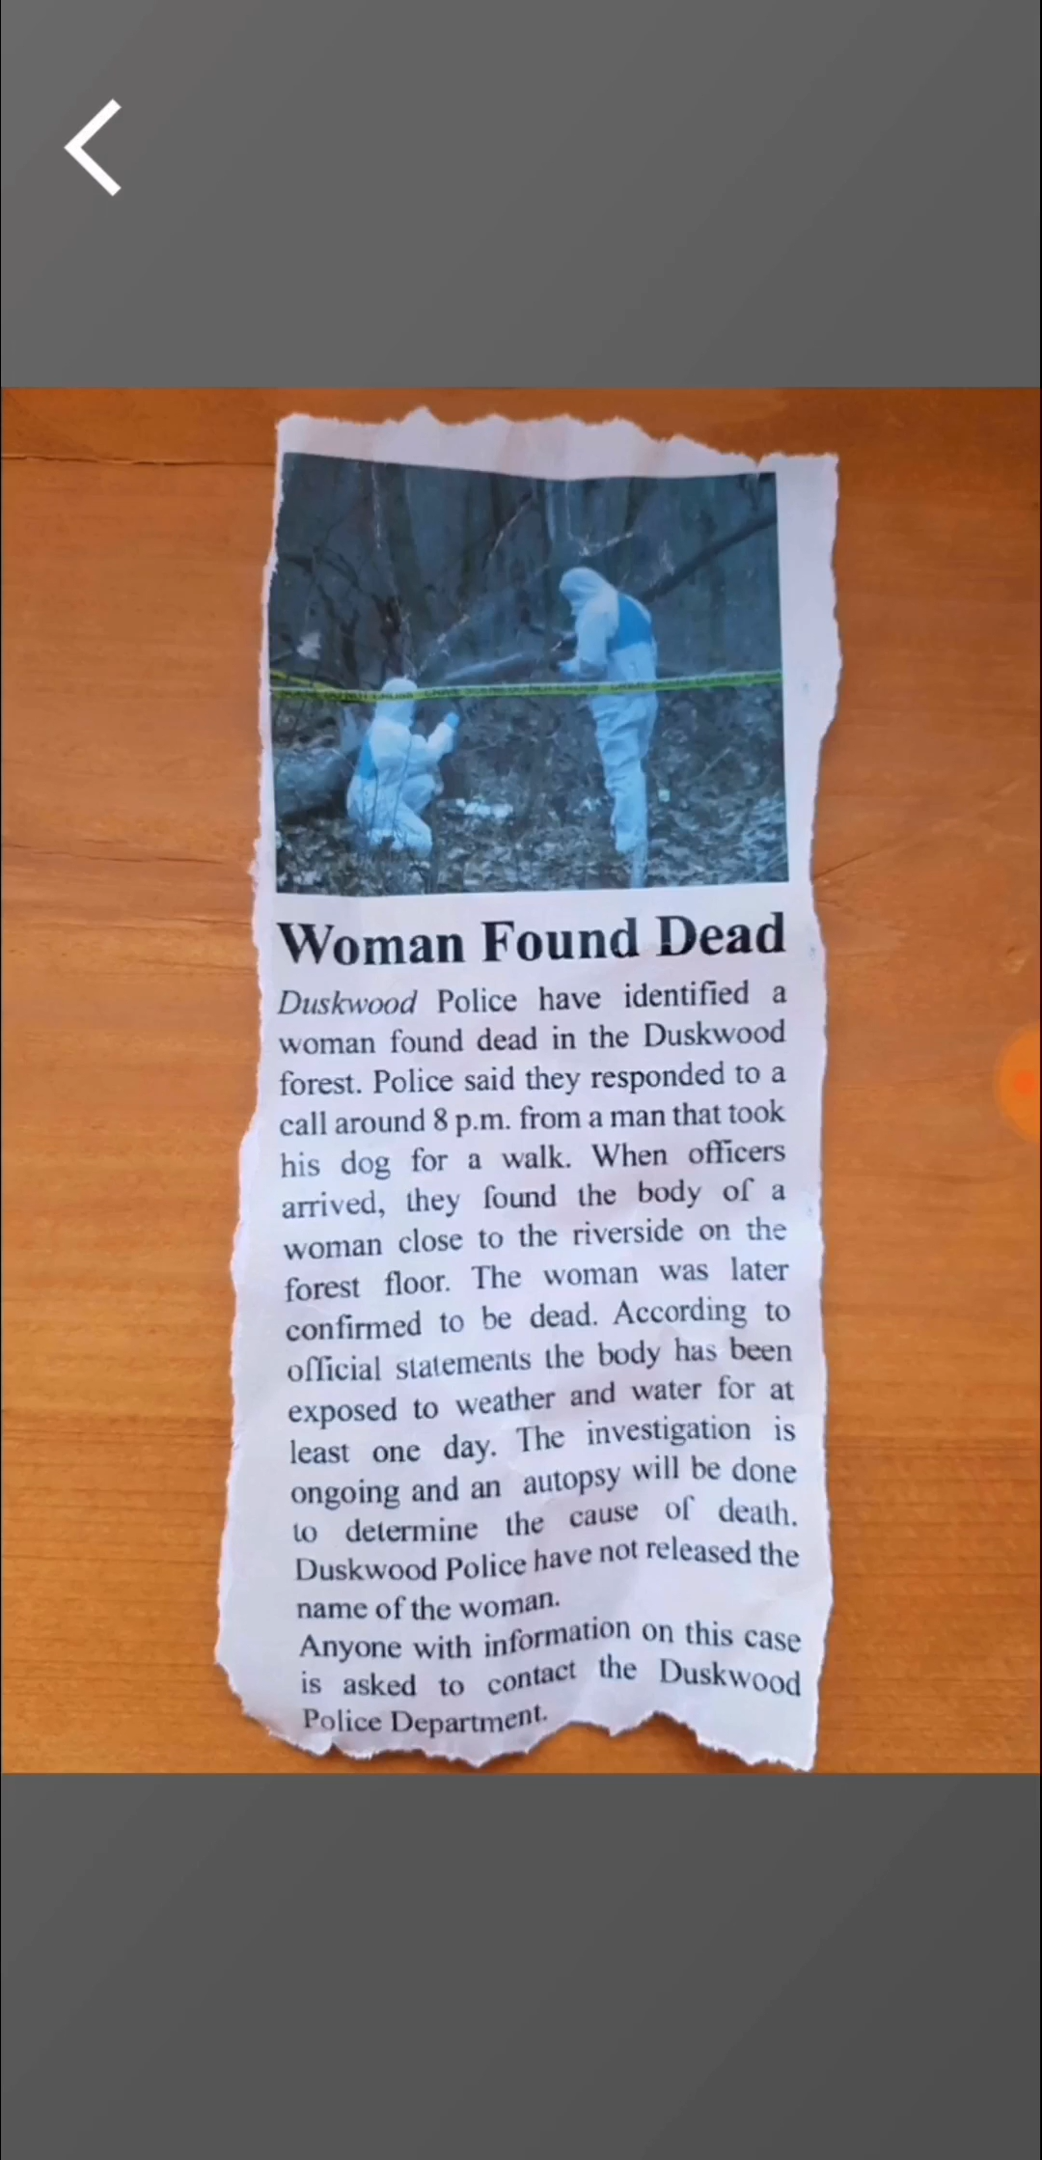 Woman Found Dead
Duskwood Police have identified a
woman found dead in the Duskwood
forest. Police said they responded to a
call around 8 p.m. from a man that took
his dog for a walk. When officers
arrived, they found the body of a
woman close to the riverside on the
forest floor. The woman was later
confirmed to be dead. According to
official statements the body has been
exposed to weather and water for at
least one day. The investigation is
ongoing and an autopsy will be done
to determine the cause of death.
Duskwood Police have not released the
name of the woman.
Anyone with information on this case
is asked to contact the Duskwood
Police Department.